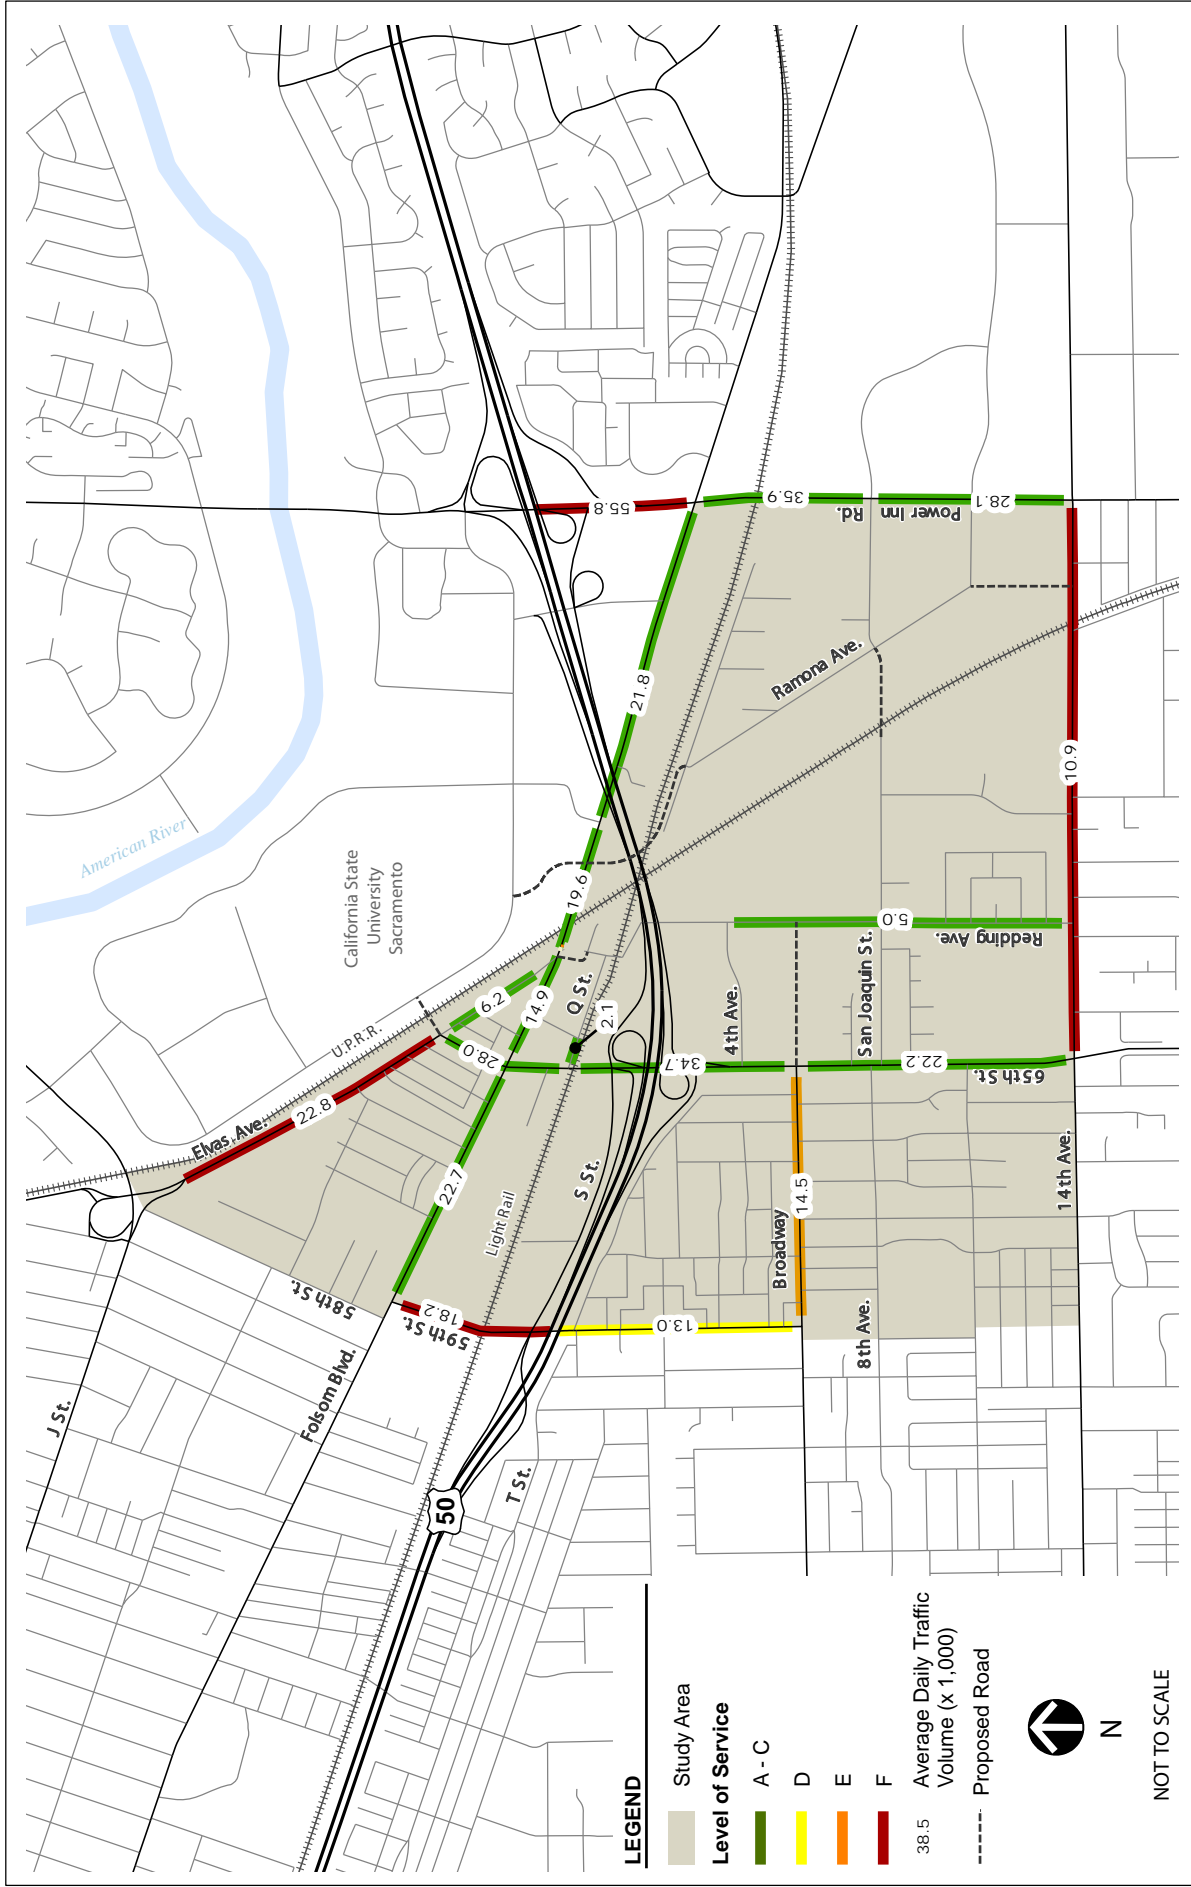 J St.
Folsom Blvd.
58th St.
59th St.
18.2
Elvas Ave.
22.8
U.P.R.R.
American River
California State
University
Sacramento
22.7
28.0
6.2
14.9
19.6
21.8
55.8
Light Rail
Q St.
2.1
S St.
T St.
50
34.7
13.0
4th Ave.
Broadway
14.5
8th Ave.
San Joaquin St.
22.2
65th St.
5.0
Redding Ave.
Ramona Ave.
35.9
Power Inn
Rd.
28.1
14th Ave.
10.9
LEGEND
Study Area
Level of Service
A - C
D
E
F
38.5
Average Daily Traffic
Volume (x 1,000)
Proposed Road
N
NOT TO SCALE